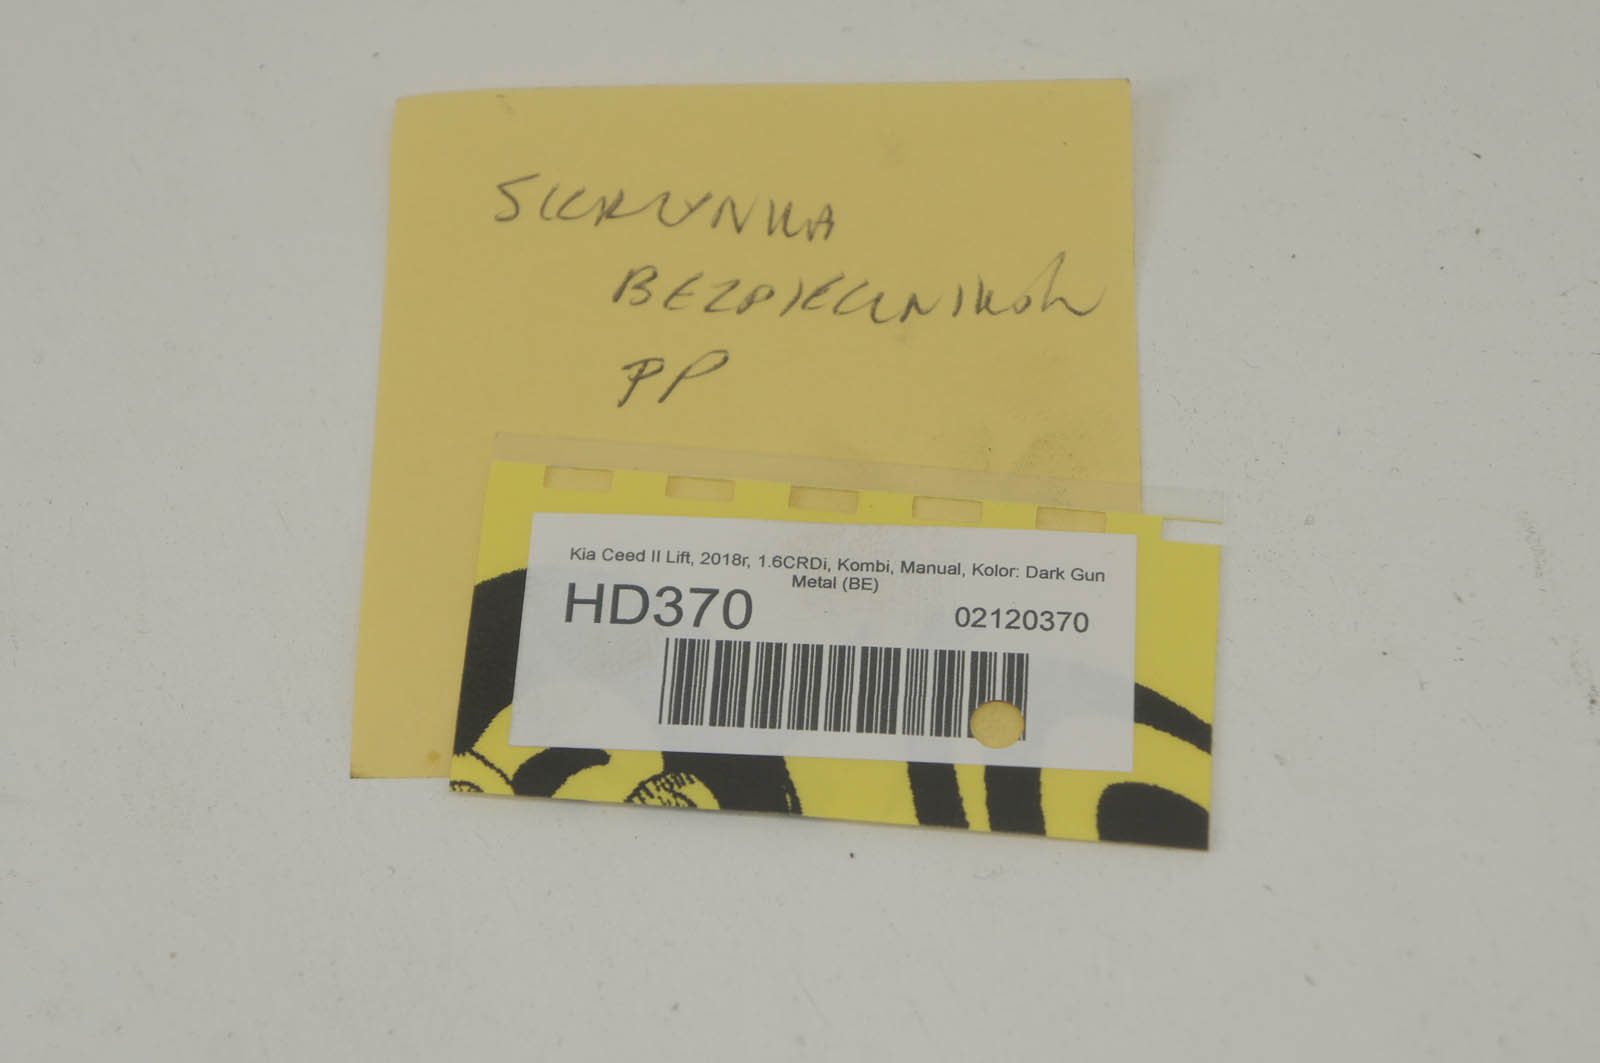 SKRZYNKA
BEZPIECZNIKÓW
PP
Kia Ceed II Lift, 2018r, 1.6CRDi, Kombi, Manual, Kolor: Dark Gun
Metal (BE)
HD370 02120370